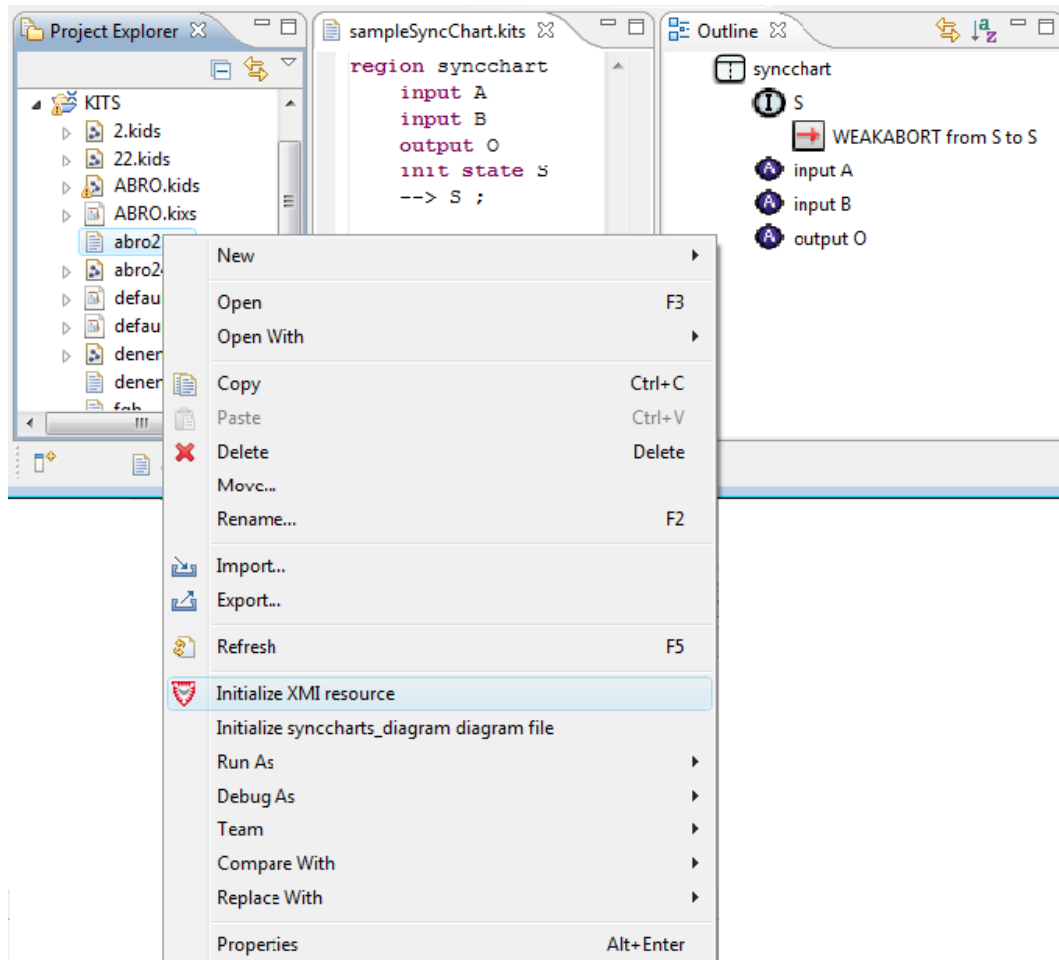 Project Explorer
KITS
2.kids
22.kids
ABRO.kids
ABRO.kixs
abro2
abro24
defau
defau
dener
dener
sampleSyncChart.kits
region syncchart
input A
input B
output O
init state S
--> S ;
Outline
syncchart
S
WEAKABORT from S to S
input A
input B
output O
New
Open F3
Open With
Copy Ctrl+C
Paste Ctrl+V
Delete Delete
Move...
Rename... F2
Import...
Export...
Refresh F5
Initialize XMI resource
Initialize synccharts_diagram diagram file
Run As
Debug As
Team
Compare With
Replace With
Properties Alt+Enter